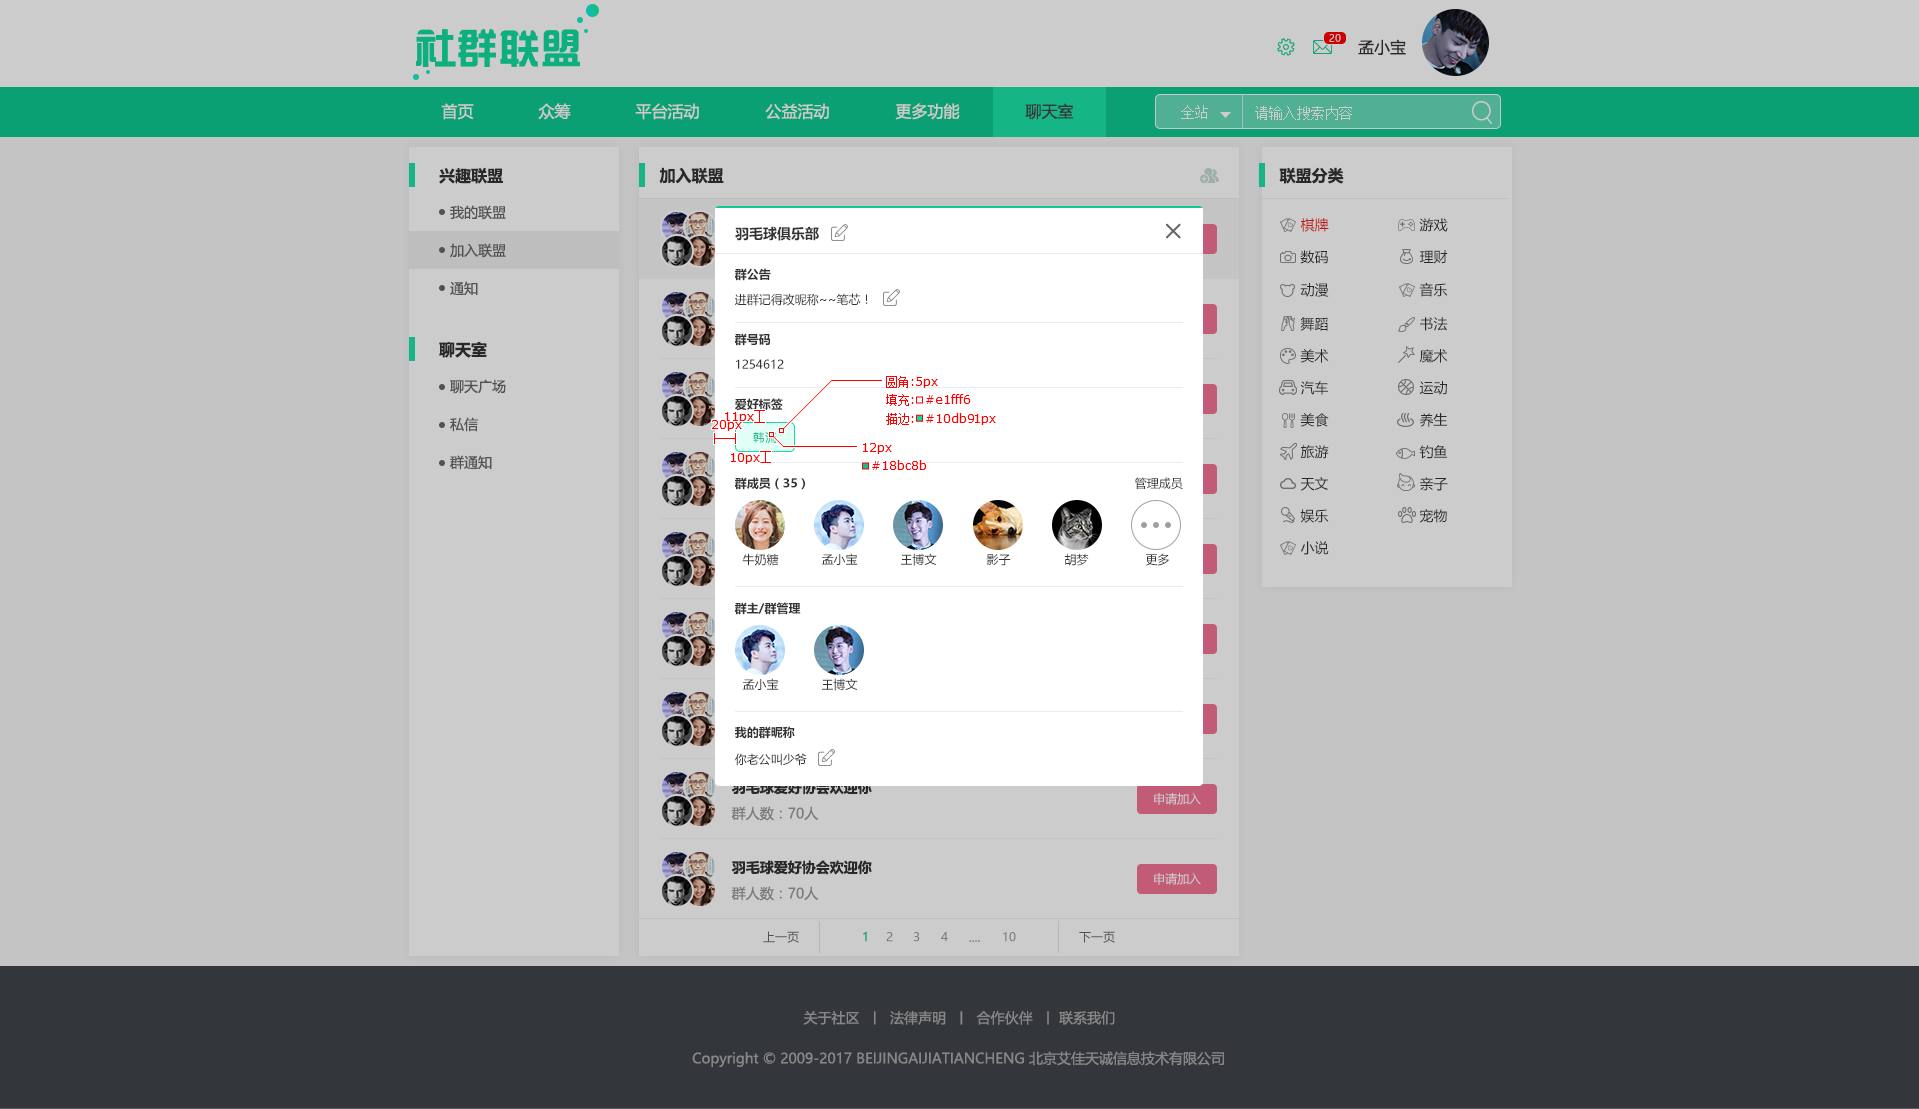 社群联盟
20
孟小宝
首页
众筹
平台活动
公益活动
更多功能
聊天室
全站
请输入搜索内容
兴趣联盟
我的联盟
加入联盟
通知
聊天室
聊天广场
私信
群通知
加入联盟
羽毛球俱乐部
群公告
进群记得改昵称~~笔芯！
群号码
1254612
爱好标签
韩流
11px
20px
10px
圆角:5px
填充:#e1fff6
描边:#10db91px
12px
#18bc8b
群成员（35）
管理成员
牛奶糖
孟小宝
王博文
影子
胡梦
更多
群主/群管理
孟小宝
王博文
我的群昵称
你老公叫少爷
羽毛球爱好协会欢迎你
群人数：70人
申请加入
羽毛球爱好协会欢迎你
群人数：70人
申请加入
上一页
1 2 3 4 .... 10
下一页
联盟分类
棋牌
游戏
数码
理财
动漫
音乐
舞蹈
书法
美术
魔术
汽车
运动
美食
养生
旅游
钓鱼
天文
亲子
娱乐
宠物
小说
关于社区 | 法律声明 | 合作伙伴 | 联系我们
Copyright © 2009-2017 BEIJINGAIJIATIANCHENG 北京艾佳天诚信息技术有限公司